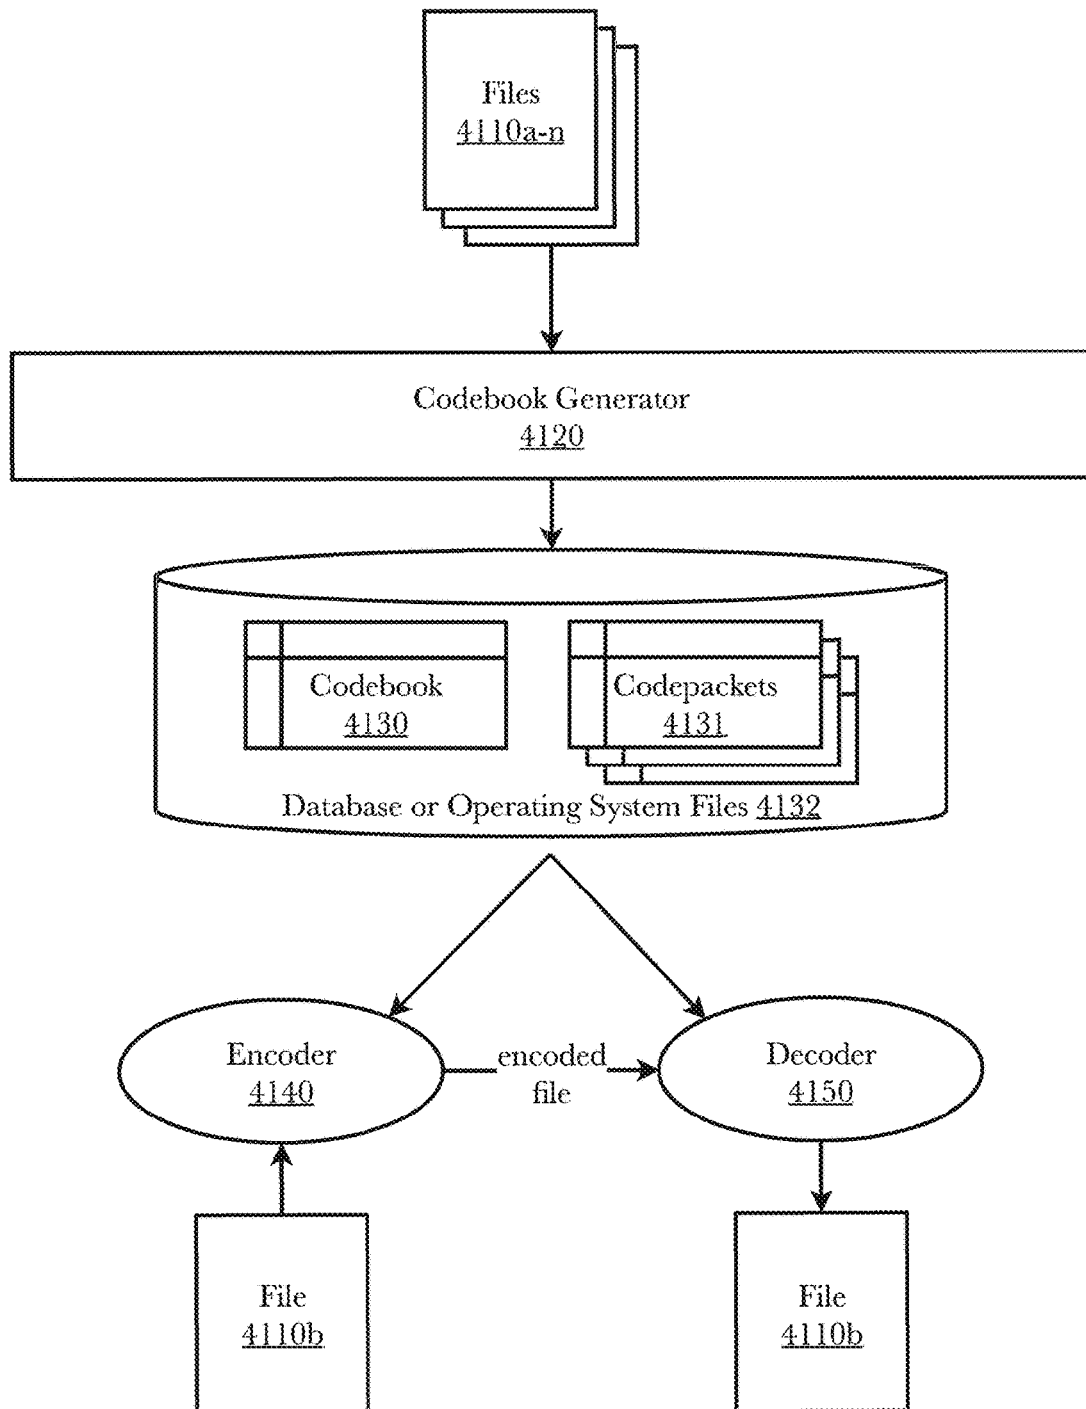 Files
4110a-n
Codebook Generator
4120
Codebook
4130
Codepackets
4131
Database or Operating System Files 4132
Encoder
4140
encoded
file
Decoder
4150
File
4110b
File
4110b